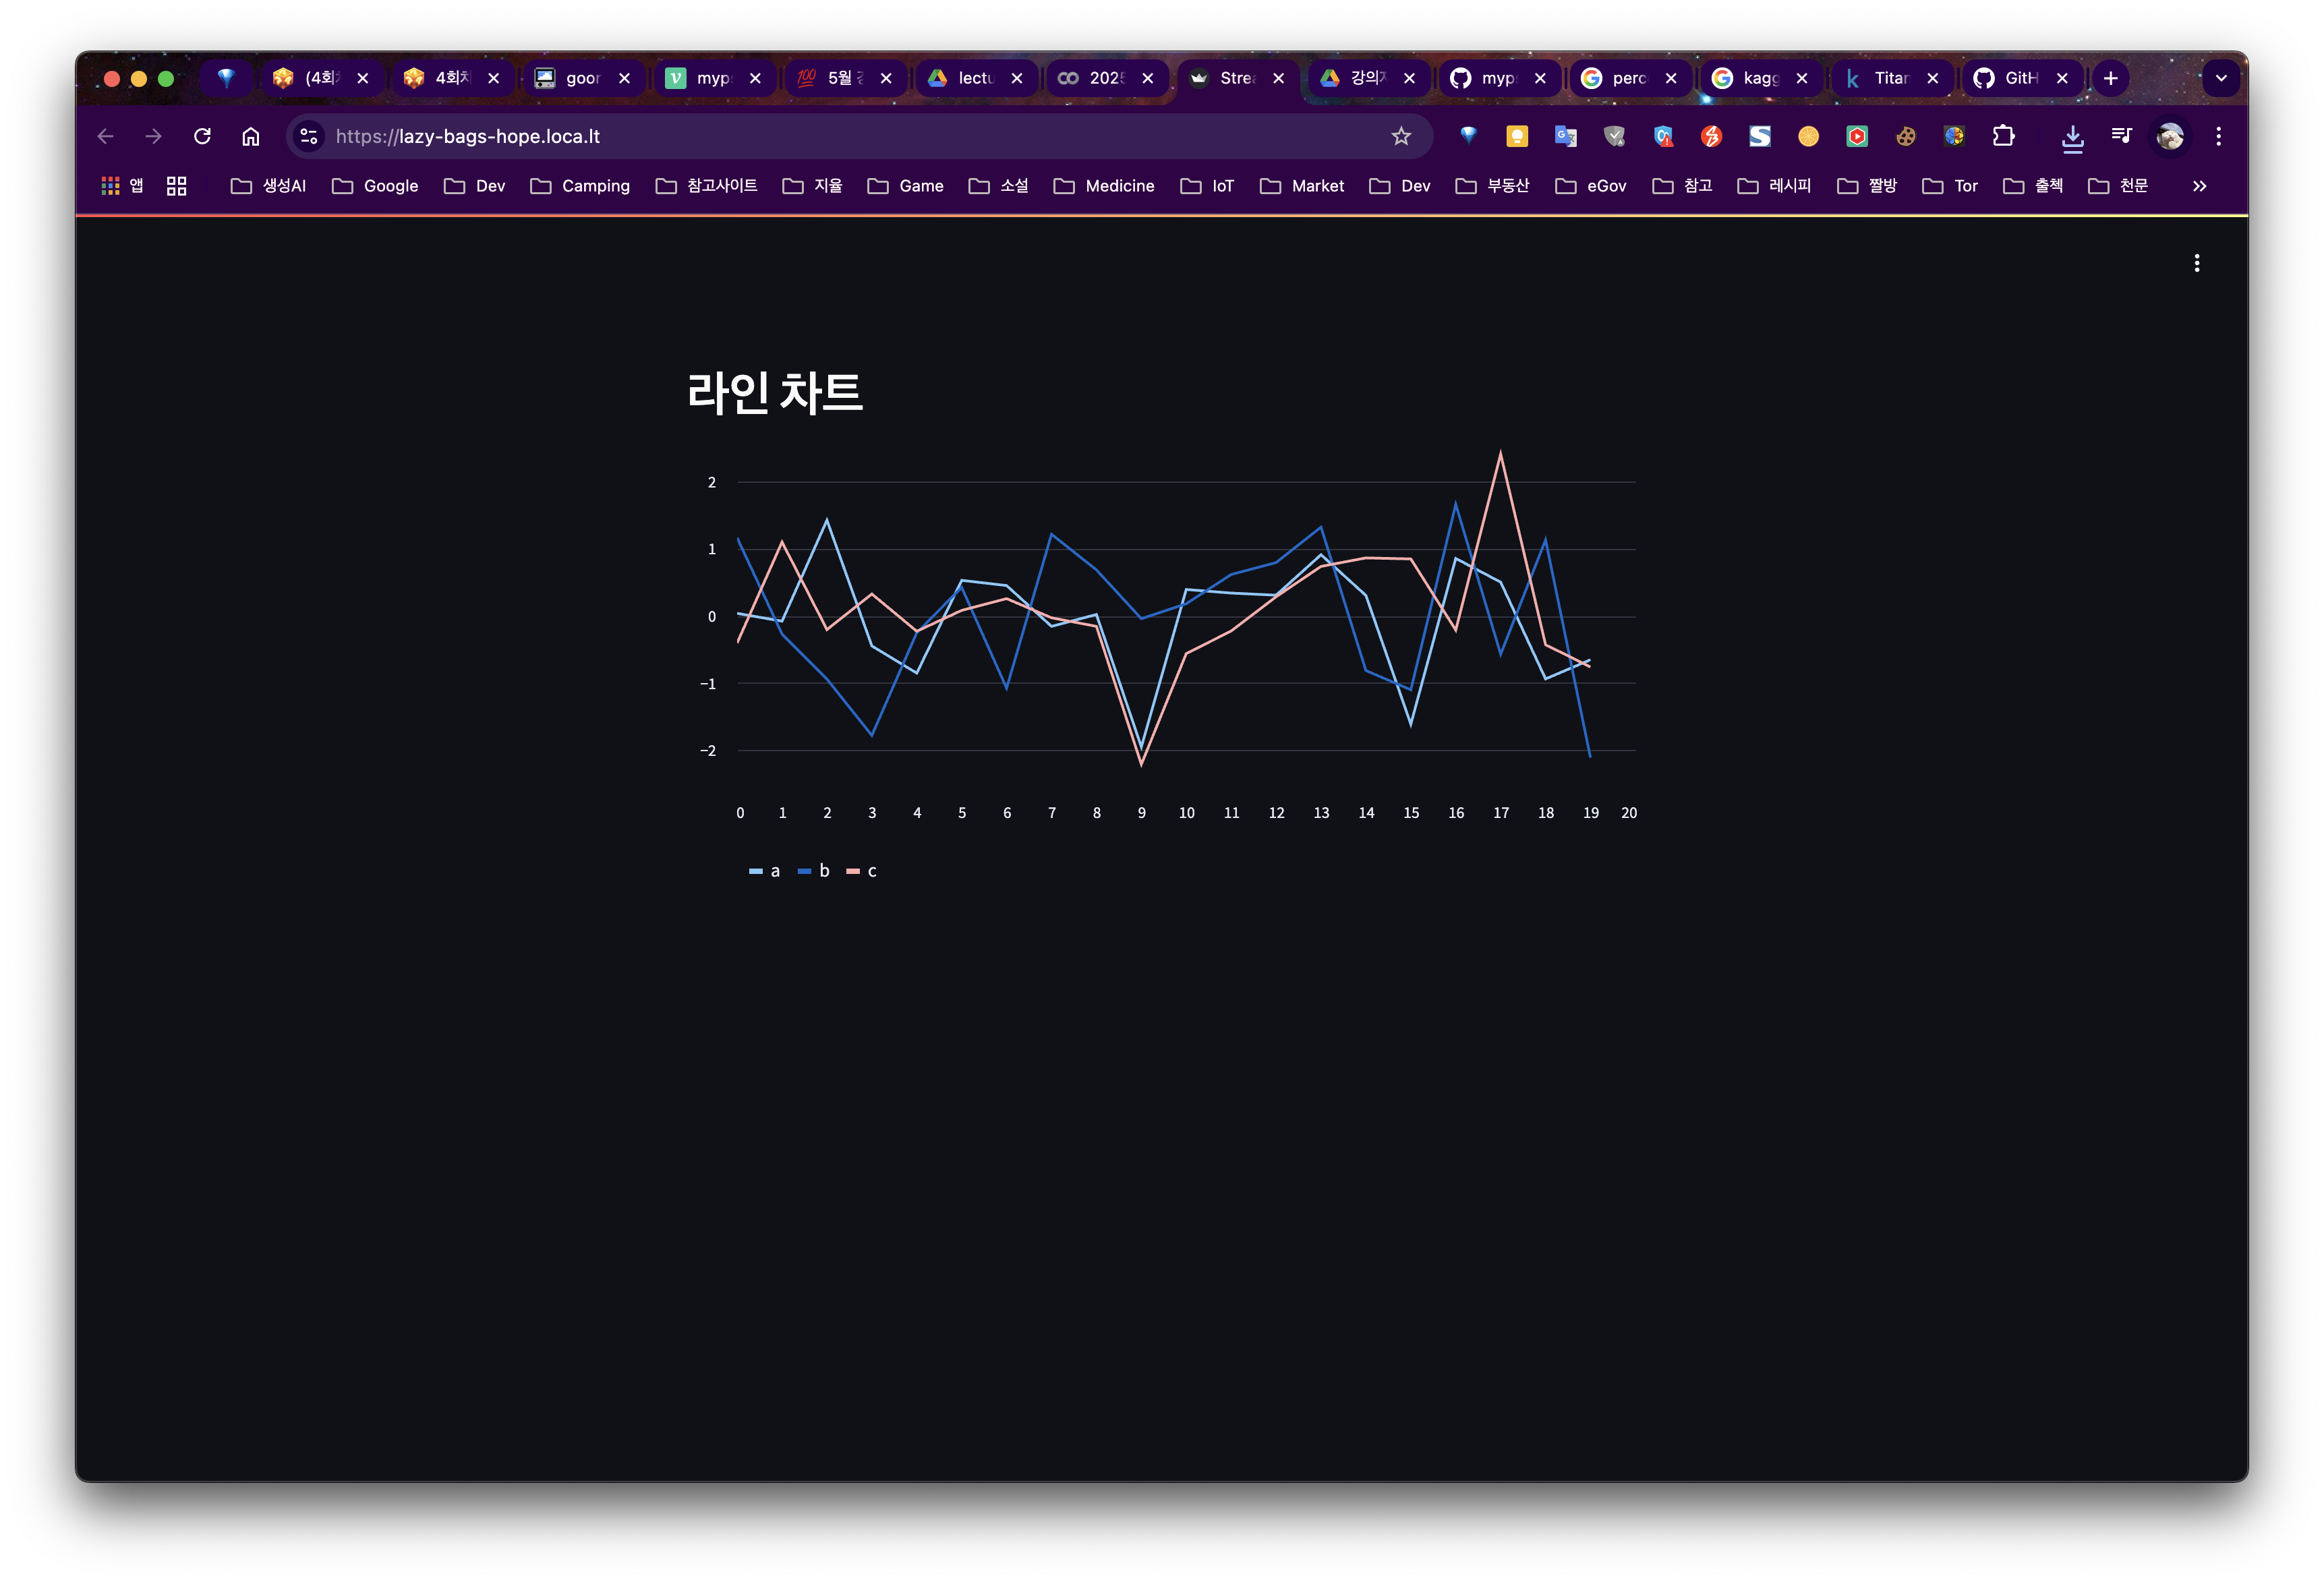 (4회차 4회차 goor myp 💯 5월 lectu 2025 Strea 강의자 myp perc kagg Titan GitH
https://lazy-bags-hope.loca.lt
앱 생성AI Google Dev Camping 참고사이트 지율 Game 소설 Medicine IoT Market Dev 부동산 eGov 참고 레시피 짤방 Tor 출첵 천문
라인 차트
2
1
0
−1
−2
0 1 2 3 4 5 6 7 8 9 10 11 12 13 14 15 16 17 18 19 20
a b c